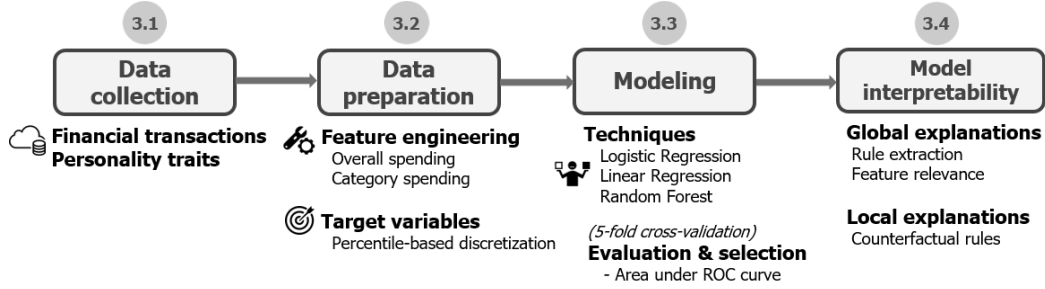 3.1
Data
collection
Financial transactions
Personality traits
3.2
Data
preparation
Feature engineering
Overall spending
Category spending
Target variables
Percentile-based discretization
3.3
Modeling
Techniques
Logistic Regression
Linear Regression
Random Forest
(5-fold cross-validation)
Evaluation & selection
- Area under ROC curve
3.4
Model
interpretability
Global explanations
Rule extraction
Feature relevance
Local explanations
Counterfactual rules